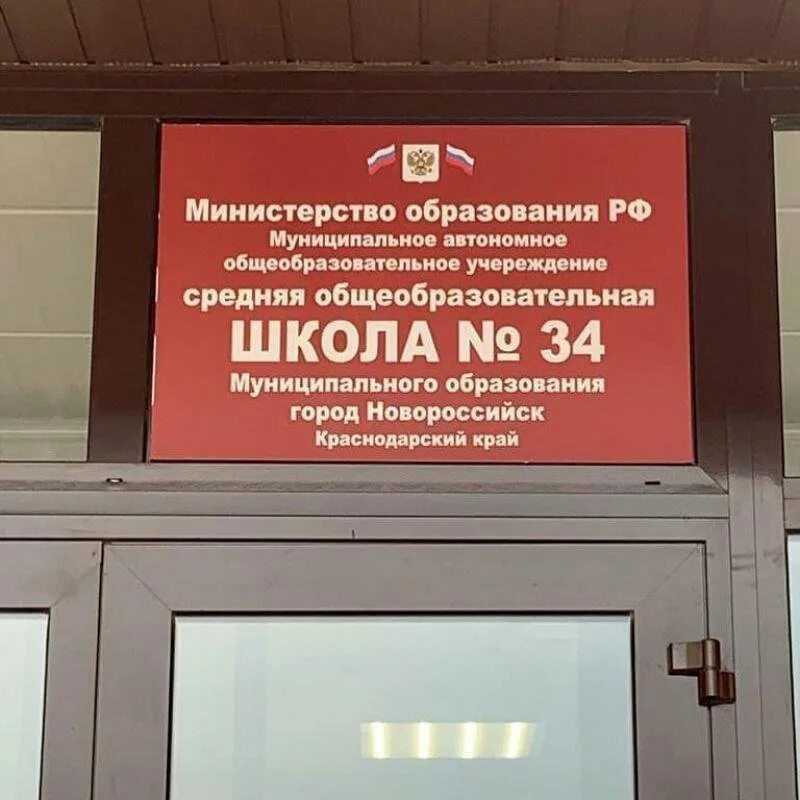 Министерство образования РФ
Муниципальное автономное
общеобразовательное учереждение
средняя общеобразовательная
ШКОЛА № 34
Муниципального образования
город Новороссийск
Краснодарский край